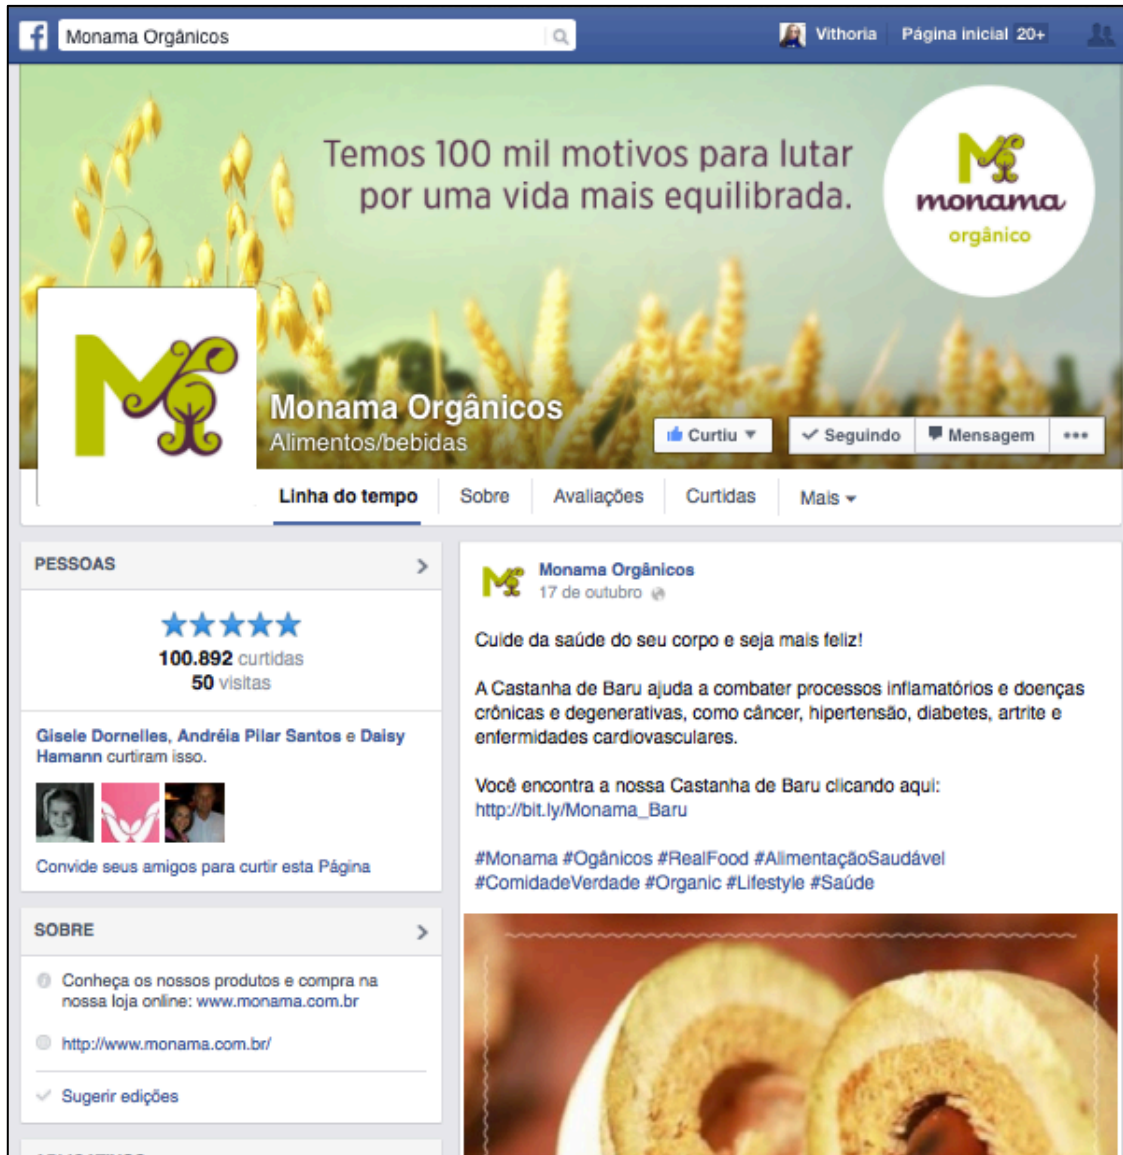 Monama Orgânicos
Vithoria
Página inicial 20+
Temos 100 mil motivos para lutar
por uma vida mais equilibrada.
monama
orgânico
Monama Orgânicos
Alimentos/bebidas
Curtiu
Seguindo
Mensagem
Linha do tempo
Sobre
Avaliações
Curtidas
Mais
PESSOAS
100.892 curtidas
50 visitas
Gisele Dornelles, Andréia Pilar Santos e Daisy
Hamann curtiram isso.
Convide seus amigos para curtir esta Página
SOBRE
Conheça os nossos produtos e compra na
nossa loja online: www.monama.com.br
http://www.monama.com.br/
Sugerir edições
Monama Orgânicos
17 de outubro
Cuide da saúde do seu corpo e seja mais feliz!
A Castanha de Baru ajuda a combater processos inflamatórios e doenças
crônicas e degenerativas, como câncer, hipertensão, diabetes, artrite e
enfermidades cardiovasculares.
Você encontra a nossa Castanha de Baru clicando aqui:
http://bit.ly/Monama_Baru
#Monama #Ogânicos #RealFood #AlimentaçãoSaudável
#ComidadeVerdade #Organic #Lifestyle #Saúde